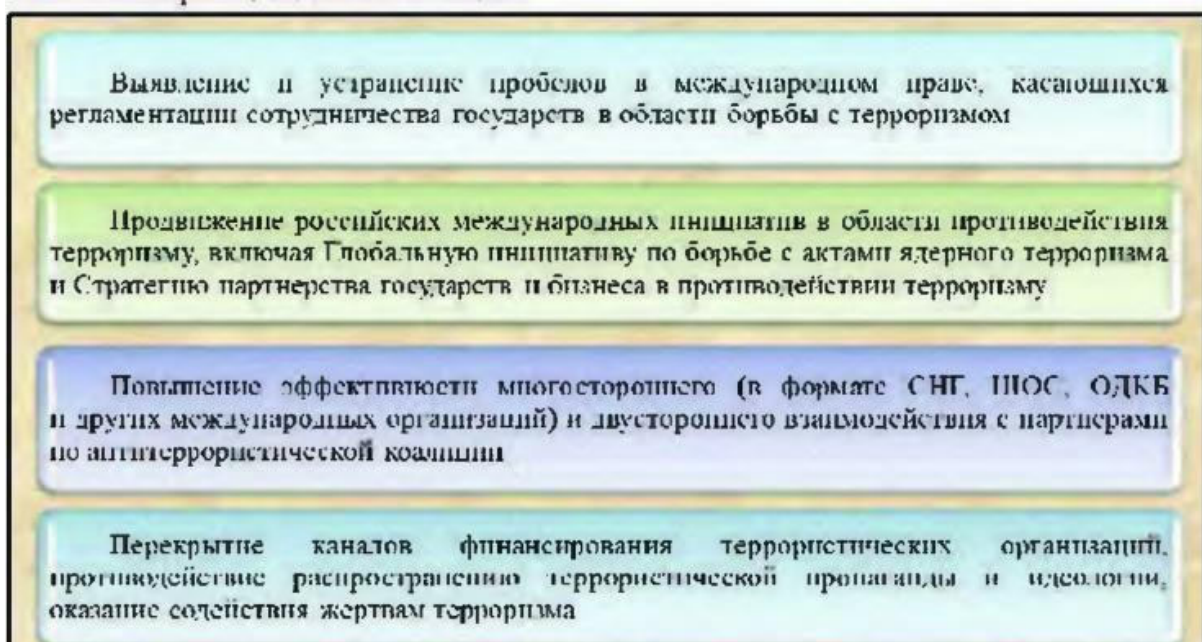 Выявление и устранение пробелов в международном праве, касающихся
регламентации сотрудничества государств в области борьбы с терроризмом
Продвижение российских международных инициатив в области противодействия
терроризму, включая Глобальную инициативу по борьбе с актами ядерного терроризма
и Стратегию партнерства государств и бизнеса в противодействии терроризму
Повышение эффективности многостороннего (в формате СНГ, ШОС, ОДКБ
и других международных организаций) и двустороннего взаимодействия с партнерами
по антитеррористической коалиции
Перекрытие каналов финансирования террористических организаций,
противодействие распространению террористической пропаганды и идеологии,
оказание содействия жертвам терроризма